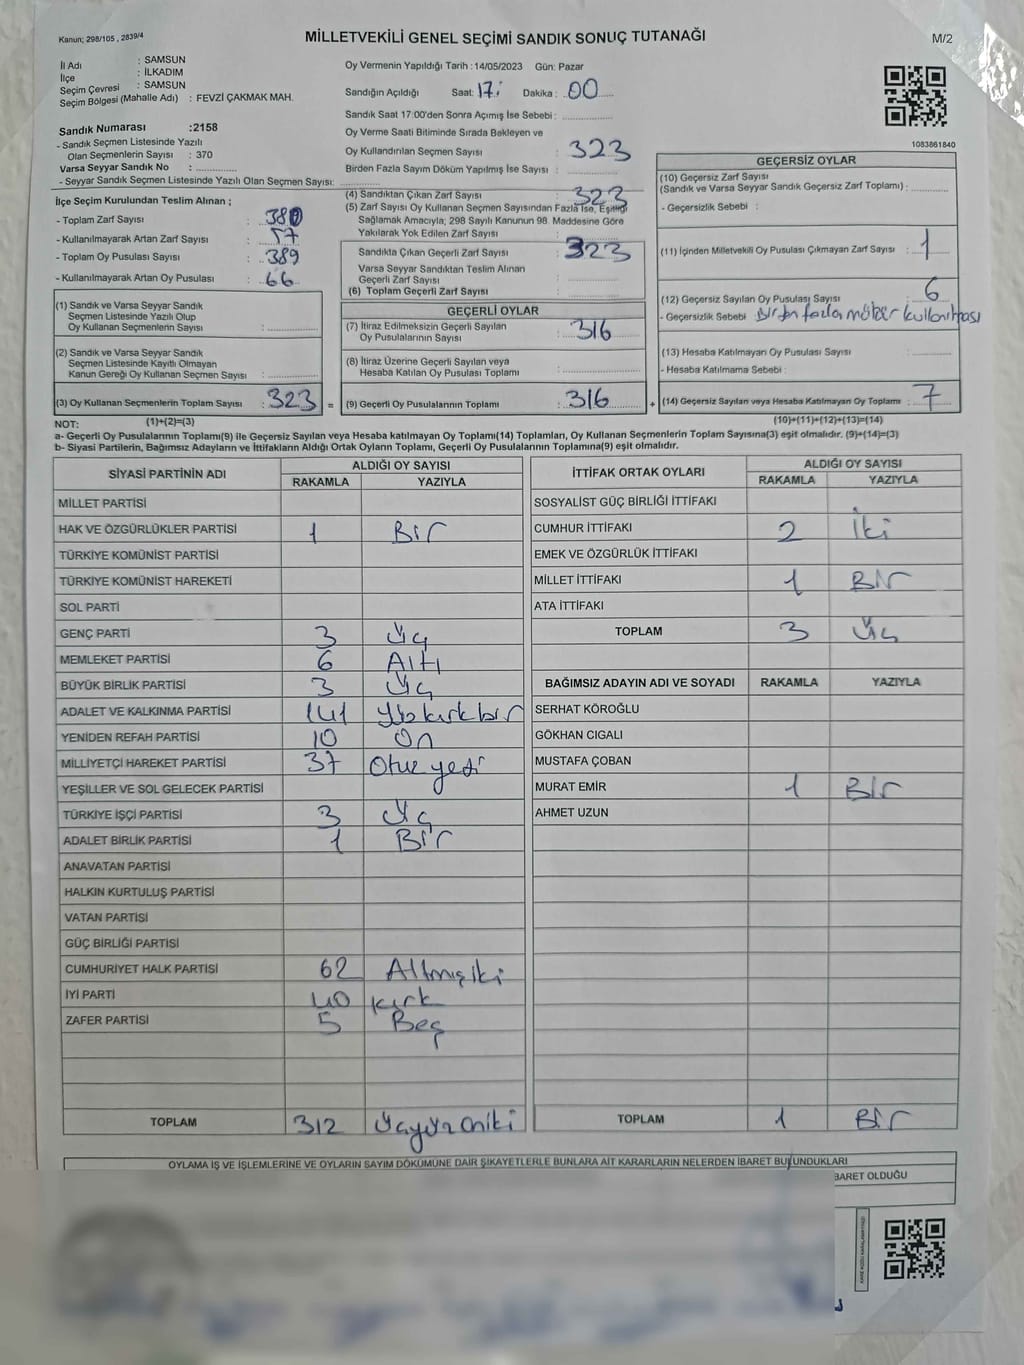 Kanun; 298/105 , 2839/4
MİLLETVEKİLİ GENEL SEÇİMİ SANDIK SONUÇ TUTANAĞI
M/2
İl Adı : SAMSUN
İlçe : İLKADIM
Seçim Çevresi : SAMSUN
Seçim Bölgesi (Mahalle Adı) : FEVZİ ÇAKMAK MAH.
Sandık Numarası :2158
- Sandık Seçmen Listesinde Yazılı
Olan Seçmenlerin Sayısı : 370
Varsa Seyyar Sandık No :
- Seyyar Sandık Seçmen Listesinde Yazılı Olan Seçmen Sayısı:
Oy Vermenin Yapıldığı Tarih :14/05/2023 Gün: Pazar
Sandığın Açıldığı Saat: 17: Dakika: 00
Sandık Saat 17:00'den Sonra Açımış İse Sebebi :
Oy Verme Saati Bitiminde Sırada Bekleyen ve
Oy Kullandırılan Seçmen Sayısı : 323
Birden Fazla Sayım Döküm Yapılmış İse Sayısı :
1083861840
İlçe Seçim Kurulundan Teslim Alınan ;
- Toplam Zarf Sayısı : 380
- Kullanılmayarak Artan Zarf Sayısı : 57
- Toplam Oy Pusulası Sayısı : 389
- Kullanılmayarak Artan Oy Pusulası : 66
(1) Sandık ve Varsa Seyyar Sandık
Seçmen Listesinde Yazılı Olup
Oy Kullanan Seçmenlerin Sayısı :
(2) Sandık ve Varsa Seyyar Sandık
Seçmen Listesinde Kayıtlı Olmayan
Kanun Gereği Oy Kullanan Seçmen Sayısı :
(3) Oy Kullanan Seçmenlerin Toplam Sayısı : 323 =
(1)+(2)=(3)
(4) Sandıktan Çıkan Zarf Sayısı : 323
(5) Zarf Sayısı Oy Kullanan Seçmen Sayısından Fazla İse, Eşitliği
Sağlamak Amacıyla; 298 Sayılı Kanunun 98. Maddesine Göre
Yakılarak Yok Edilen Zarf Sayısı :
Sandıkta Çıkan Geçerli Zarf Sayısı : 323
Varsa Seyyar Sandıktan Teslim Alınan
Geçerli Zarf Sayısı :
(6) Toplam Geçerli Zarf Sayısı :
GEÇERLİ OYLAR
(7) İtiraz Edilmeksizin Geçerli Sayılan
Oy Pusulalarının Sayısı : 316
(8) İtiraz Üzerine Geçerli Sayılan veya
Hesaba Katılan Oy Pusulası Toplamı :
(9) Geçerli Oy Pusulalarının Toplamı : 316 +
GEÇERSİZ OYLAR
(10) Geçersiz Zarf Sayısı
(Sandık ve Varsa Seyyar Sandık Geçersiz Zarf Toplamı) :
- Geçersizlik Sebebi :
(11) İçinden Milletvekili Oy Pusulası Çıkmayan Zarf Sayısı : 1
(12) Geçersiz Sayılan Oy Pusulası Sayısı : 6
- Geçersizlik Sebebi : Birden fazla mühür kullanılması
(13) Hesaba Katılmayan Oy Pusulası Sayısı :
- Hesaba Katılmama Sebebi :
(14) Geçersiz Sayılan veya Hesaba Katılmayan Oy Toplamı : 7
(10)+(11)+(12)+(13)=(14)
NOT:
a- Geçerli Oy Pusulalarının Toplamı(9) ile Geçersiz Sayılan veya Hesaba katılmayan Oy Toplamı(14) Toplamları, Oy Kullanan Seçmenlerin Toplam Sayısına(3) eşit olmalıdır. (9)+(14)=(3)
b- Siyasi Partilerin, Bağımsız Adayların ve İttifakların Aldığı Ortak Oyların Toplamı, Geçerli Oy Pusulalarının Toplamına(9) eşit olmalıdır.
SİYASİ PARTİNİN ADI ALDIĞI OY SAYISI
RAKAMLA YAZIYLA
MİLLET PARTİSİ
HAK VE ÖZGÜRLÜKLER PARTİSİ 1 Bir
TÜRKİYE KOMÜNİST PARTİSİ
TÜRKİYE KOMÜNİST HAREKETİ
SOL PARTİ
GENÇ PARTİ 3 Üç
MEMLEKET PARTİSİ 6 Altı
BÜYÜK BİRLİK PARTİSİ 3 Üç
ADALET VE KALKINMA PARTİSİ 141 Yüzkırkbir
YENİDEN REFAH PARTİSİ 10 On
MİLLİYETÇİ HAREKET PARTİSİ 37 Otuz yedi
YEŞİLLER VE SOL GELECEK PARTİSİ
TÜRKİYE İŞÇİ PARTİSİ 3 Üç
ADALET BİRLİK PARTİSİ 1 Bir
ANAVATAN PARTİSİ
HALKIN KURTULUŞ PARTİSİ
VATAN PARTİSİ
GÜÇ BİRLİĞİ PARTİSİ
CUMHURİYET HALK PARTİSİ 62 Altmışiki
İYİ PARTİ 40 Kırk
ZAFER PARTİSİ 5 Beş
TOPLAM 312 Üçyüz oniki
İTTİFAK ORTAK OYLARI ALDIĞI OY SAYISI
RAKAMLA YAZIYLA
SOSYALİST GÜÇ BİRLİĞİ İTTİFAKI
CUMHUR İTTİFAKI 2 İki
EMEK VE ÖZGÜRLÜK İTTİFAKI
MİLLET İTTİFAKI 1 Bir
ATA İTTİFAKI
TOPLAM 3 Üç
BAĞIMSIZ ADAYIN ADI VE SOYADI RAKAMLA YAZIYLA
SERHAT KÖROĞLU
GÖKHAN CIGALI
MUSTAFA ÇOBAN
MURAT EMİR 1 Bir
AHMET UZUN
TOPLAM 1 Bir
OYLAMA İŞ VE İŞLEMLERİNE VE OYLARIN SAYIM DÖKÜMÜNE DAİR ŞİKAYETLERLE BUNLARA AİT KARARLARIN NELERDEN İBARET BULUNDUKLARI
BARET OLDUĞU